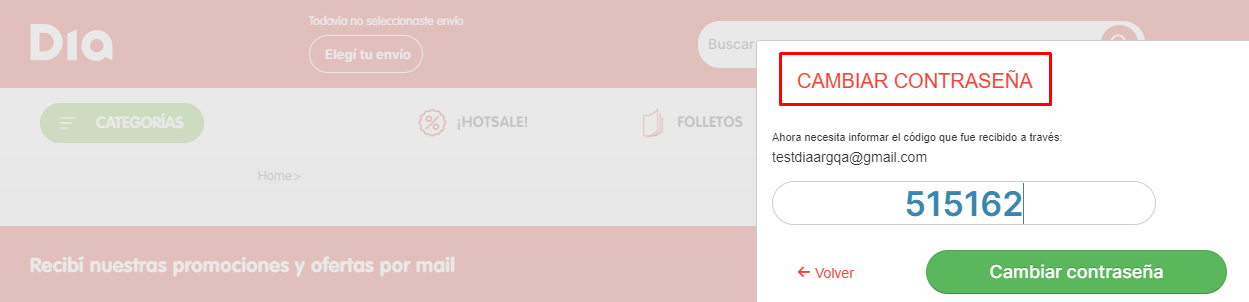 Todavía no seleccionaste envío
Dia
Elegí tu envío
Buscar
CAMBIAR CONTRASEÑA
CATEGORÍAS
¡HOTSALE!
FOLLETOS
Ahora necesita informar el código que fue recibido a través:
testdiaargqa@gmail.com
Home>
515162
Recibí nuestras promociones y ofertas por mail
Volver
Cambiar contraseña